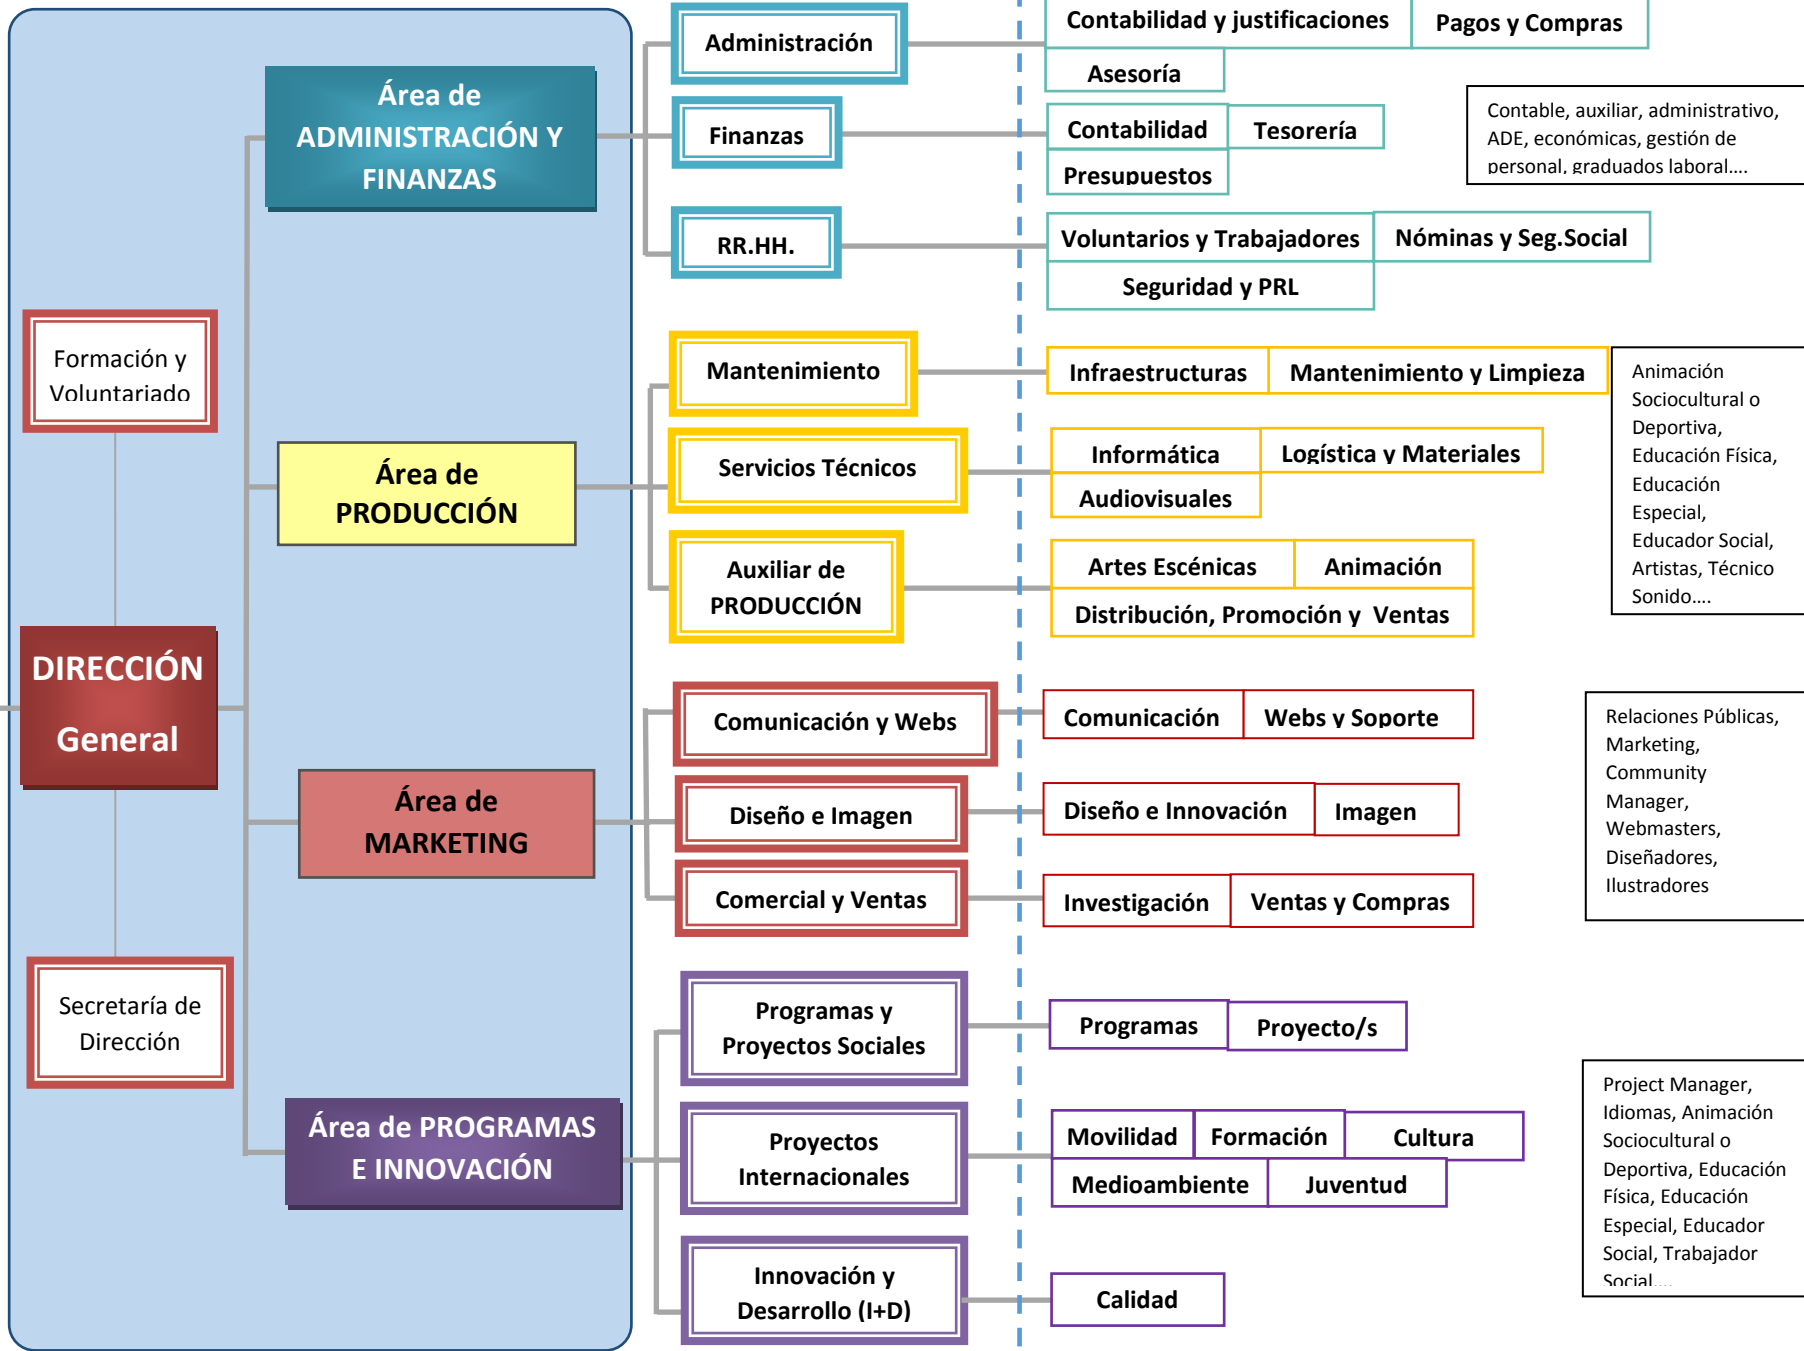 Formación y
Voluntariado
DIRECCIÓN
General
Secretaría de
Dirección
Área de
ADMINISTRACIÓN Y
FINANZAS
Administración
Contabilidad y justificaciones
Pagos y Compras
Asesoría
Finanzas
Contabilidad
Tesorería
Presupuestos
RR.HH.
Voluntarios y Trabajadores
Nóminas y Seg.Social
Seguridad y PRL
Contable, auxiliar, administrativo,
ADE, económicas, gestión de
personal, graduados laboral….
Área de
PRODUCCIÓN
Mantenimiento
Infraestructuras
Mantenimiento y Limpieza
Servicios Técnicos
Informática
Logística y Materiales
Audiovisuales
Auxiliar de
PRODUCCIÓN
Artes Escénicas
Animación
Distribución, Promoción y  Ventas
Animación
Sociocultural o
Deportiva,
Educación Física,
Educación
Especial,
Educador Social,
Artistas, Técnico
Sonido….
Área de
MARKETING
Comunicación y Webs
Comunicación
Webs y Soporte
Diseño e Imagen
Diseño e Innovación
Imagen
Comercial y Ventas
Investigación
Ventas y Compras
Relaciones Públicas,
Marketing,
Community
Manager,
Webmasters,
Diseñadores,
Ilustradores
Área de PROGRAMAS
E INNOVACIÓN
Programas y
Proyectos Sociales
Programas
Proyecto/s
Proyectos
Internacionales
Movilidad
Formación
Cultura
Medioambiente
Juventud
Innovación y
Desarrollo (I+D)
Calidad
Project Manager,
Idiomas, Animación
Sociocultural o
Deportiva, Educación
Física, Educación
Especial, Educador
Social, Trabajador
Social….